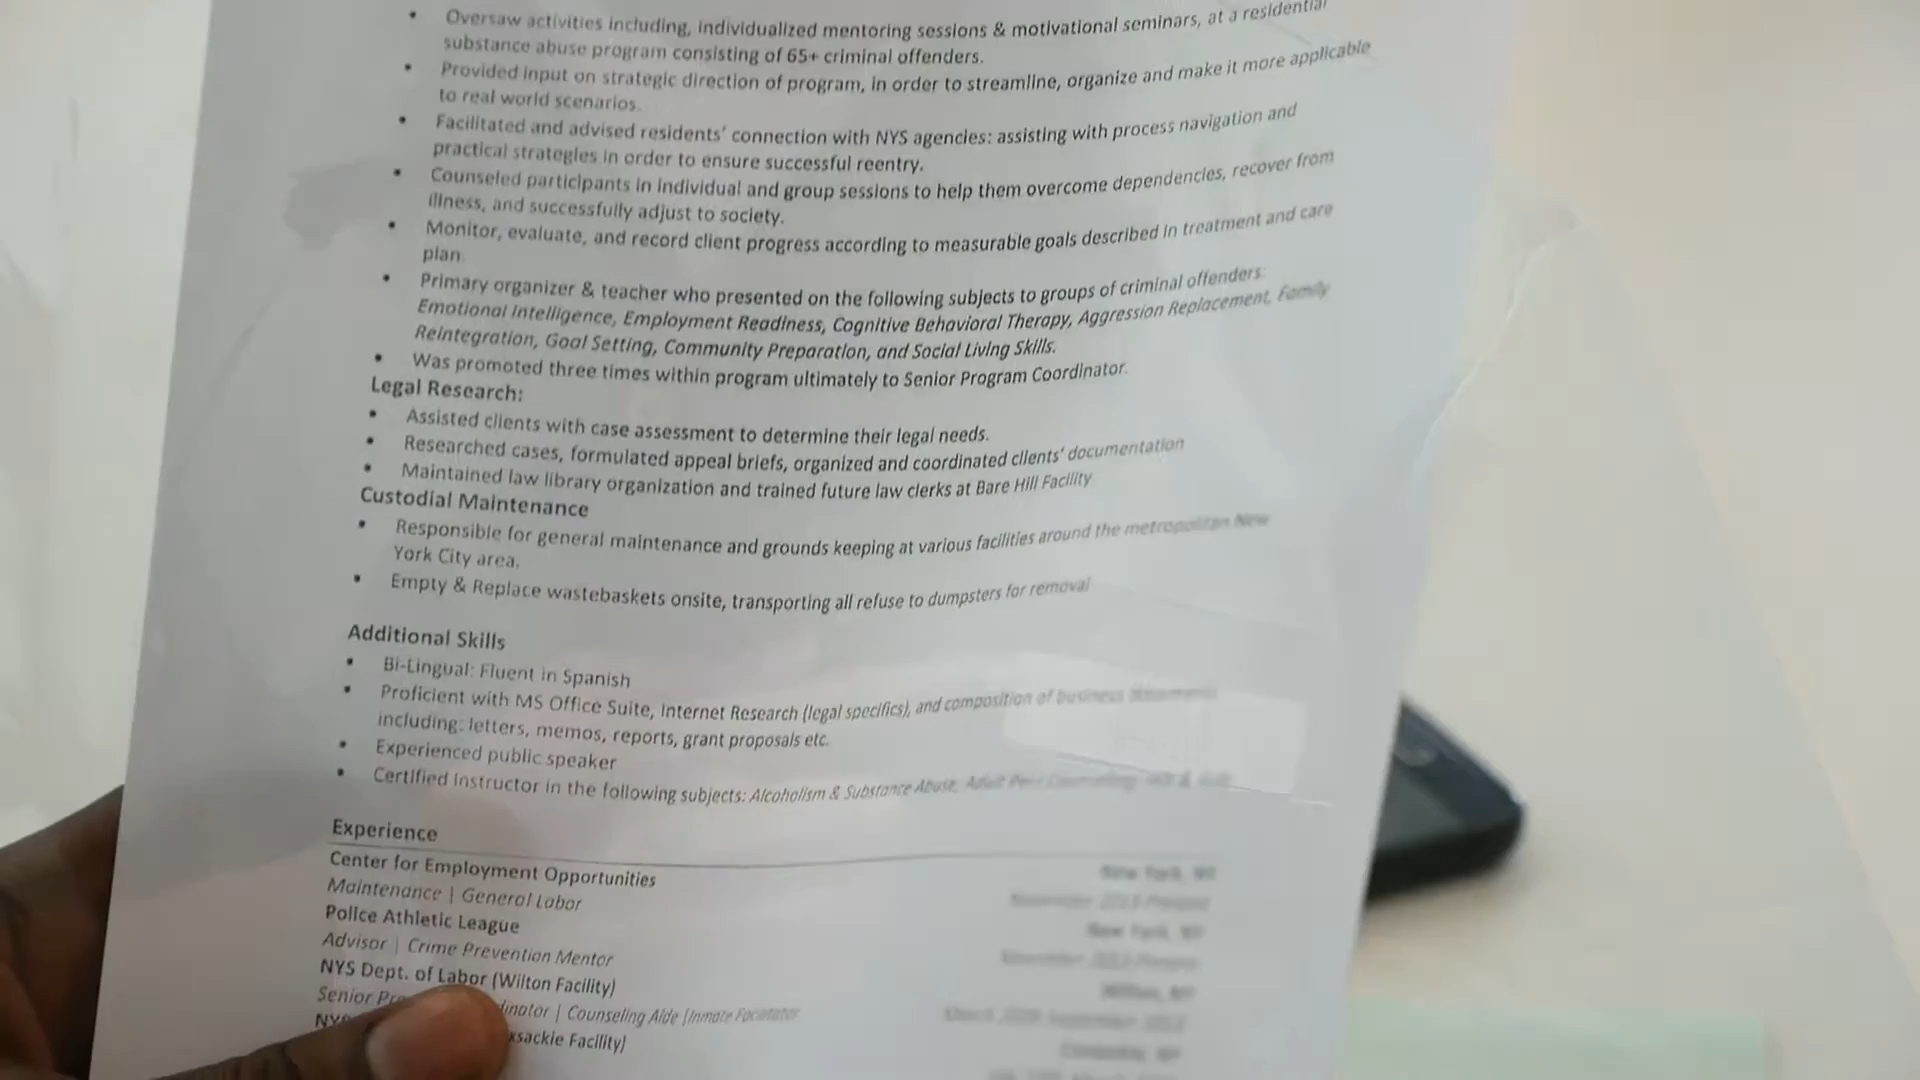 • Oversaw activities including, individualized mentoring sessions & motivational seminars, at a residential
substance abuse program consisting of 65+ criminal offenders.
• Provided input on strategic direction of program, in order to streamline, organize and make it more applicable
to real world scenarios.
• Facilitated and advised residents' connection with NYS agencies: assisting with process navigation and
practical strategies in order to ensure successful reentry.
• Counseled participants in individual and group sessions to help them overcome dependencies, recover from
illness, and successfully adjust to society.
• Monitor, evaluate, and record client progress according to measurable goals described in treatment and care
plan.
• Primary organizer & teacher who presented on the following subjects to groups of criminal offenders:
Emotional Intelligence, Employment Readiness, Cognitive Behavioral Therapy, Aggression Replacement, Family
Reintegration, Goal Setting, Community Preparation, and Social Living Skills.
• Was promoted three times within program ultimately to Senior Program Coordinator.
Legal Research:
• Assisted clients with case assessment to determine their legal needs.
• Researched cases, formulated appeal briefs, organized and coordinated clients' documentation
• Maintained law library organization and trained future law clerks at Bare Hill Facility
Custodial Maintenance
• Responsible for general maintenance and grounds keeping at various facilities around the metropolitan New
York City area.
• Empty & Replace wastebaskets onsite, transporting all refuse to dumpsters for removal
Additional Skills
• Bi-Lingual: Fluent in Spanish
• Proficient with MS Office Suite, Internet Research (legal specifics), and composition of business
including: letters, memos, reports, grant proposals etc.
• Experienced public speaker
• Certified Instructor in the following subjects: Alcoholism & Substance Abuse, Adult
Experience
Center for Employment Opportunities New York, NY
Maintenance | General Labor
Police Athletic League New York, NY
Advisor | Crime Prevention Mentor
NYS Dept. of Labor (Wilton Facility) Wilton, NY
Senior | Counseling Aide
Facility)